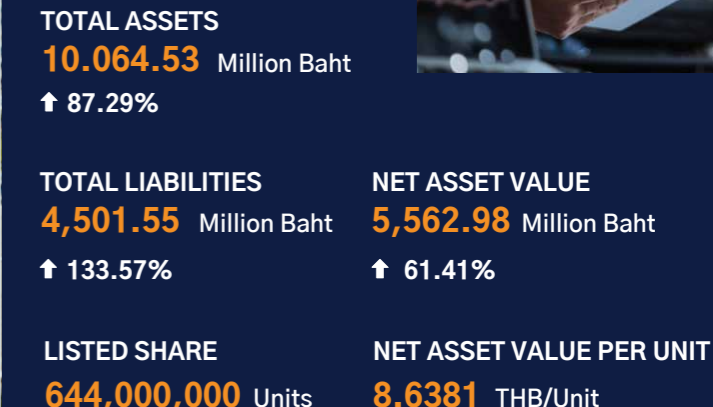 TOTAL ASSETS
10.064.53 Million Baht
↑ 87.29%
TOTAL LIABILITIES
4,501.55 Million Baht
↑ 133.57%
NET ASSET VALUE
5,562.98 Million Baht
↑ 61.41%
LISTED SHARE
644,000,000 Units
NET ASSET VALUE PER UNIT
8.6381 THB/Unit